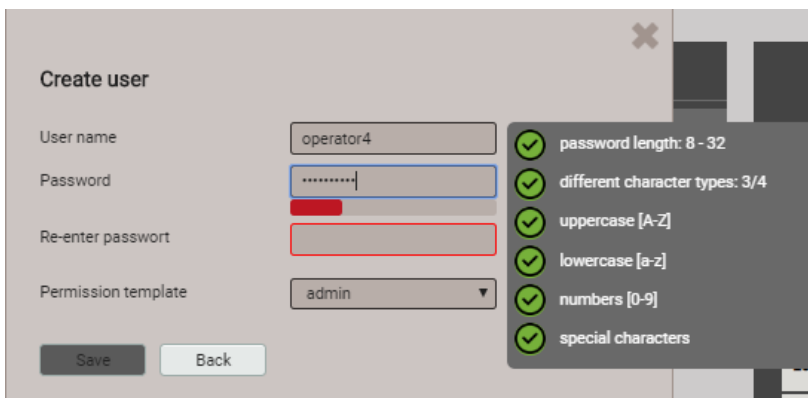 Create user
User name
operator4
Password
••••••••••
Re-enter passwort
Permission template
admin
Save
Back
password length: 8 - 32
different character types: 3/4
uppercase [A-Z]
lowercase [a-z]
numbers [0-9]
special characters